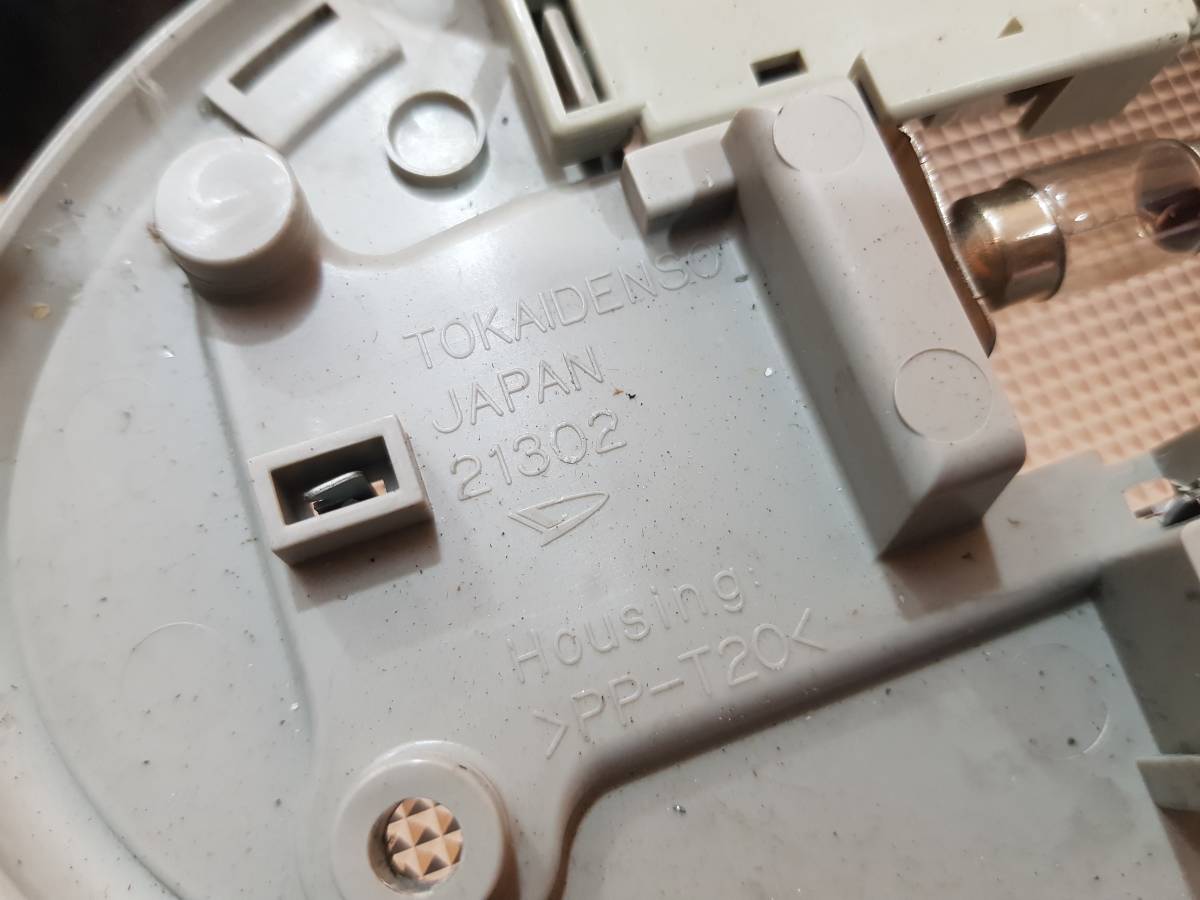 TOKAIDENSO
JAPAN
21302
Housing:
>PP-T20<